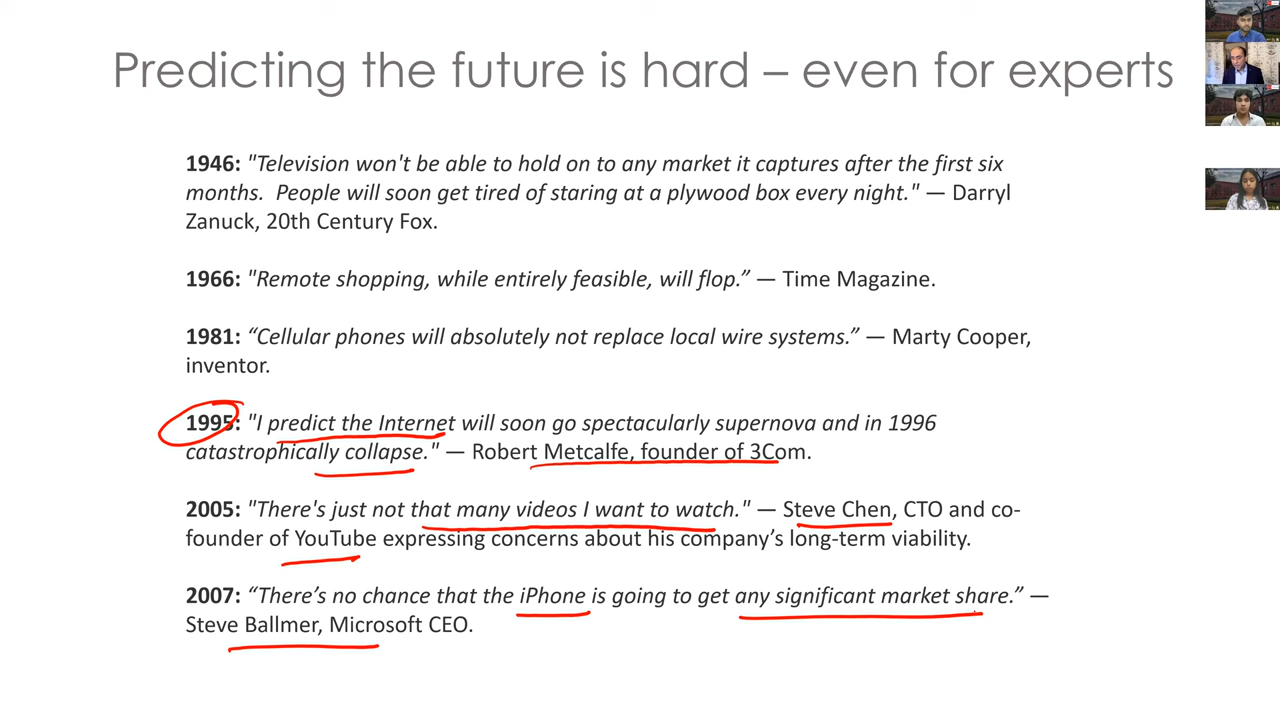 Predicting the future is hard – even for experts
1946: "Television won't be able to hold on to any market it captures after the first six
months.  People will soon get tired of staring at a plywood box every night." — Darryl
Zanuck, 20th Century Fox.
1966: "Remote shopping, while entirely feasible, will flop.” — Time Magazine.
1981: “Cellular phones will absolutely not replace local wire systems.” — Marty Cooper,
inventor.
1995: "I predict the Internet will soon go spectacularly supernova and in 1996
catastrophically collapse." — Robert Metcalfe, founder of 3Com.
2005: "There's just not that many videos I want to watch." — Steve Chen, CTO and co-
founder of YouTube expressing concerns about his company’s long-term viability.
2007: “There’s no chance that the iPhone is going to get any significant market share.” —
Steve Ballmer, Microsoft CEO.